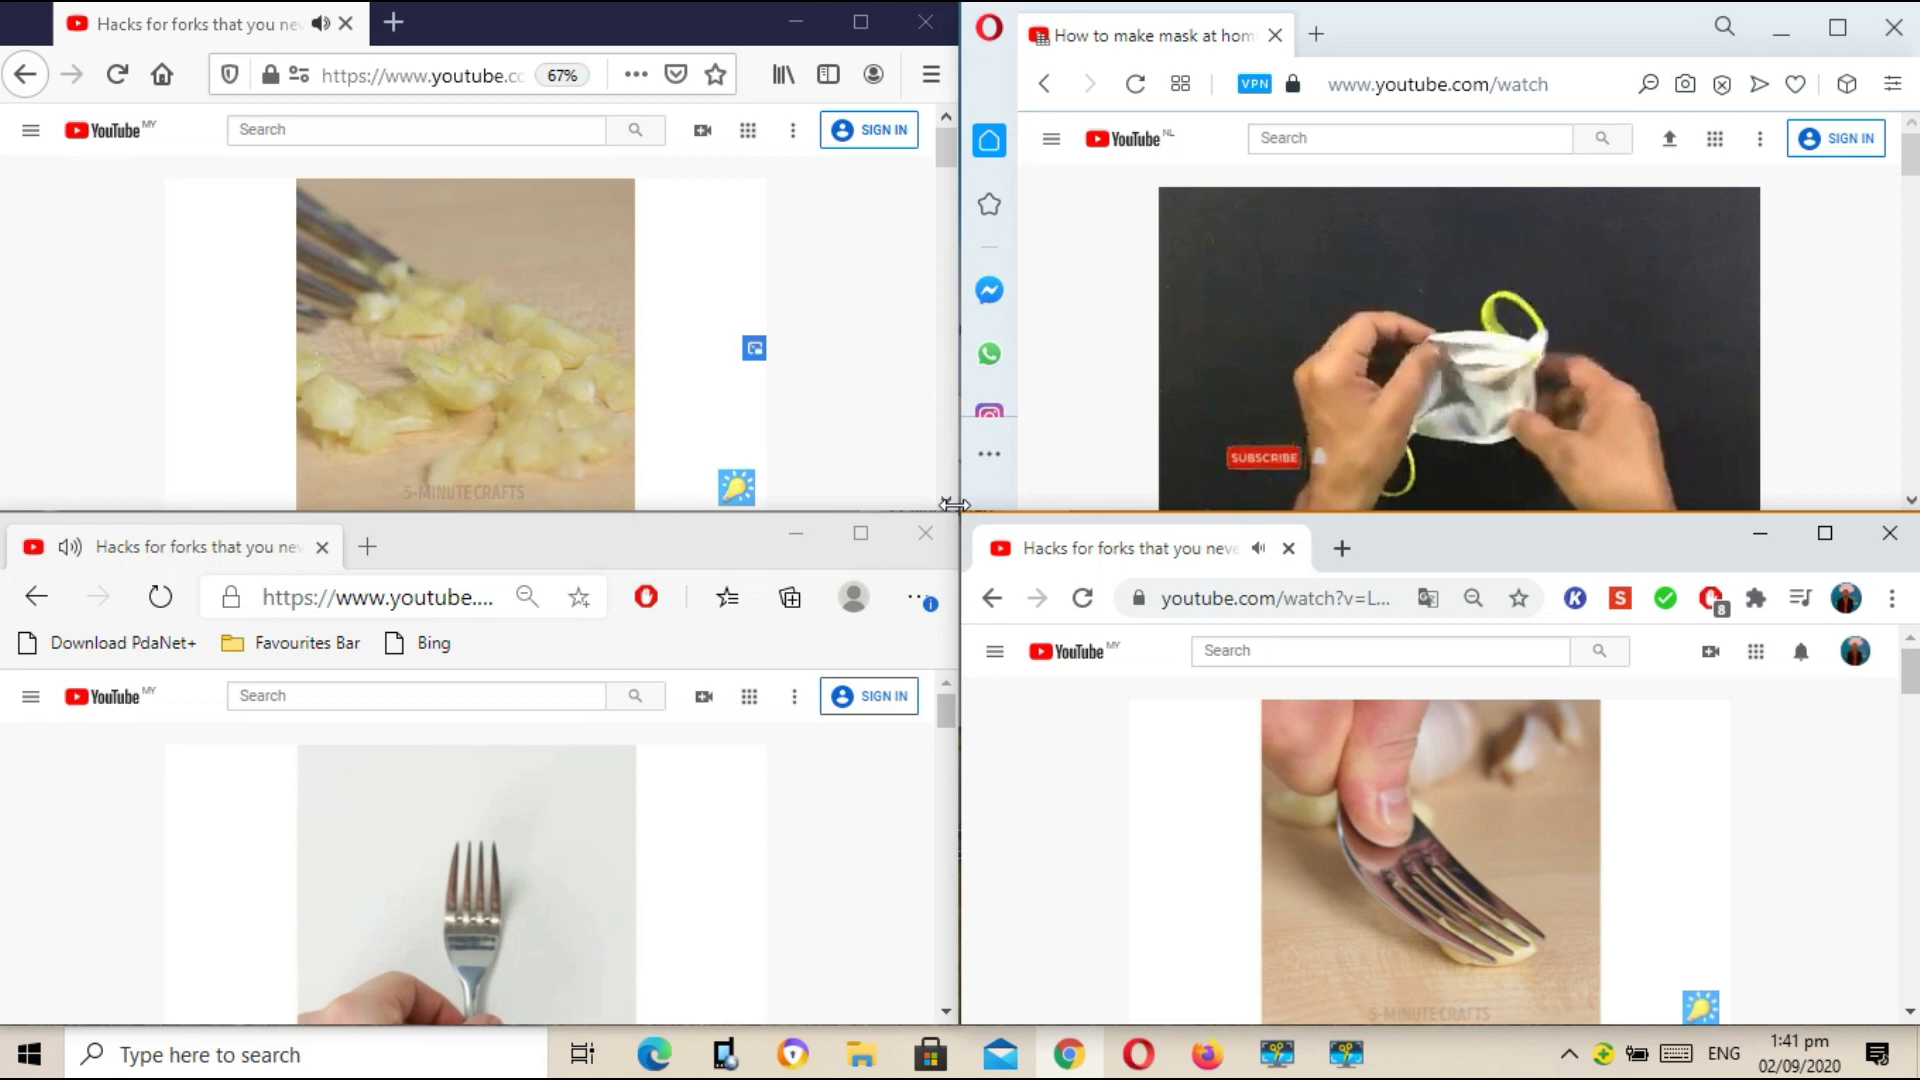 Hacks for forks that you nev
https://www.youtube.co 67%
YouTube MY Search SIGN IN
5-MINUTE CRAFTS
How to make mask at hom
VPN www.youtube.com/watch
YouTube NL Search SIGN IN
SUBSCRIBE
Hacks for forks that you nev
https://www.youtube....
Download PdaNet+ Favourites Bar Bing
YouTube MY Search SIGN IN
Hacks for forks that you neve
youtube.com/watch?v=L... K S 8
YouTube MY Search
5-MINUTE CRAFTS
Type here to search ENG 1:41 pm
02/09/2020